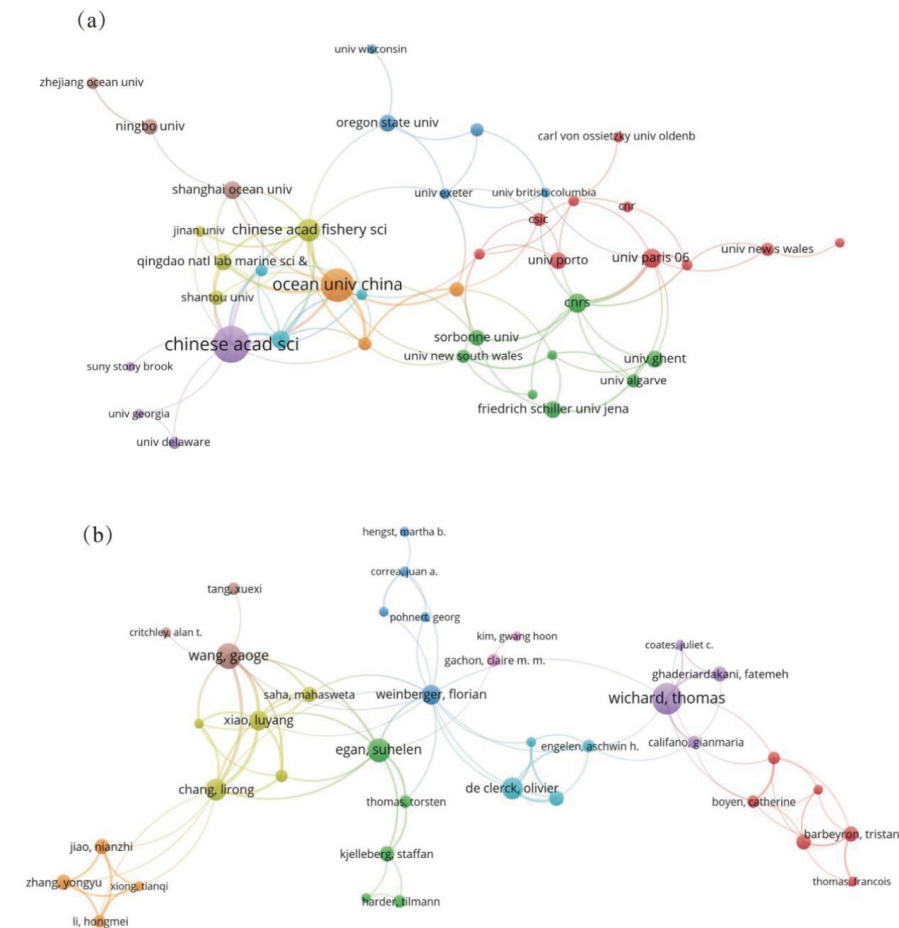 (a)
univ wisconsin
zhejiang ocean univ
ningbo univ
oregon state univ
carl von ossietzky univ oldenb
shanghai ocean univ
univ exeter
univ british columbia
cnr
csic
jinan univ
chinese acad fishery sci
qingdao natl lab marine sci &
univ porto
univ paris 06
univ new s wales
ocean univ china
shantou univ
cnrs
chinese acad sci
sorbonne univ
univ new south wales
suny stony brook
univ ghent
univ algarve
univ georgia
friedrich schiller univ jena
univ delaware
(b)
hengst, martha b.
correa, juan a.
tang, xuexi
pohnert, georg
critchley, alan t.
kim, gwang hoon
wang, gaoge
gachon, claire m. m.
coates, juliet c.
ghaderiardakani, fatemeh
saha, mahasweta
weinberger, florian
wichard, thomas
xiao, luyang
egan, suhelen
engelen, aschwin h.
califano, gianmaria
chang, lirong
de clerck, olivier
thomas, torsten
boyen, catherine
barbeyron, tristan
jiao, nianzhi
kjelleberg, staffan
zhang, yongyu
xiong, tianqi
thomas, francois
harder, tilmann
li, hongmei